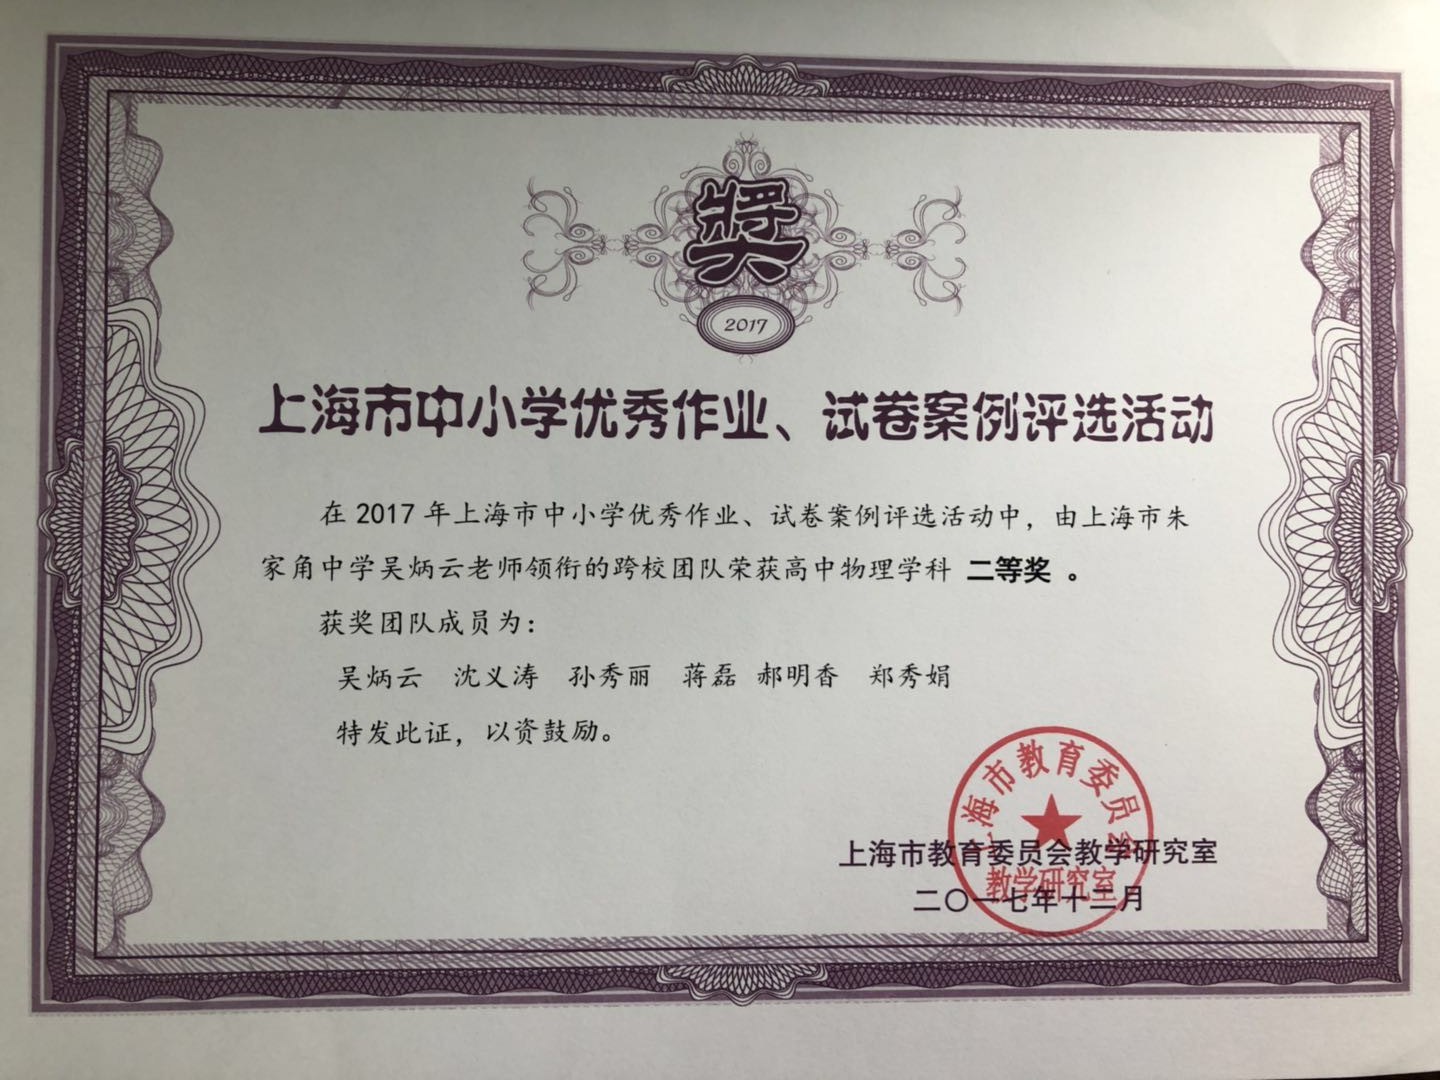 奖
2017
上海市中小学优秀作业、试卷案例评选活动
在 2017 年上海市中小学优秀作业、试卷案例评选活动中，由上海市朱
家角中学吴炳云老师领衔的跨校团队荣获高中物理学科 二等奖 。
获奖团队成员为：
吴炳云 沈义涛 孙秀丽 蒋磊 郝明香 郑秀娟
特发此证，以资鼓励。
上海市教育委员会教学研究室
二〇一七年十二月
上海市教育委员会
教学研究室